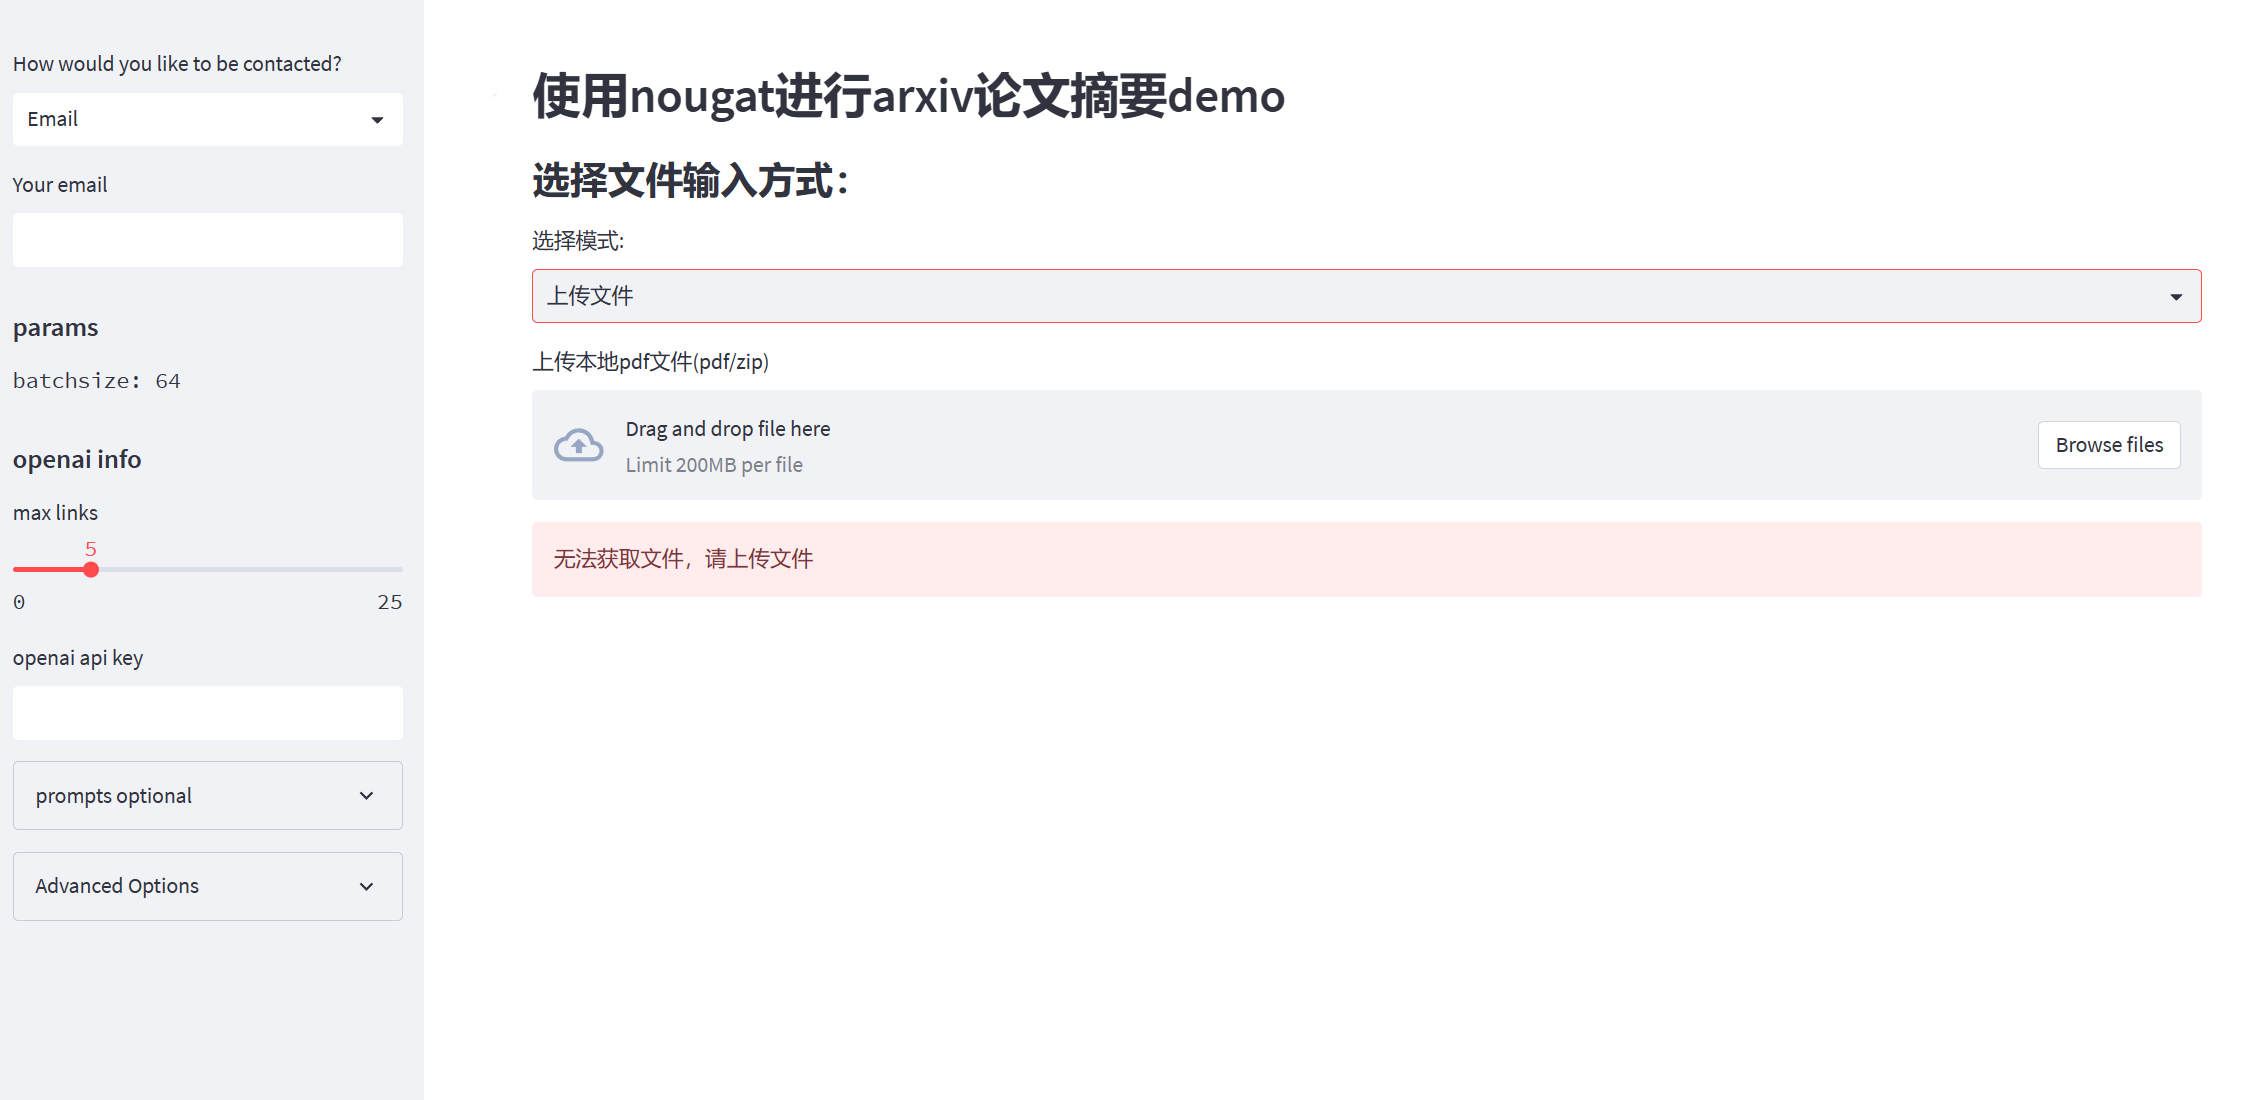 How would you like to be contacted?
Email
Your email
params
batchsize: 64
openai info
max links
5
0 25
openai api key
prompts optional
Advanced Options
使用nougat进行arxiv论文摘要demo
选择文件输入方式：
选择模式:
上传文件
上传本地pdf文件(pdf/zip)
Drag and drop file here
Limit 200MB per file
Browse files
无法获取文件，请上传文件